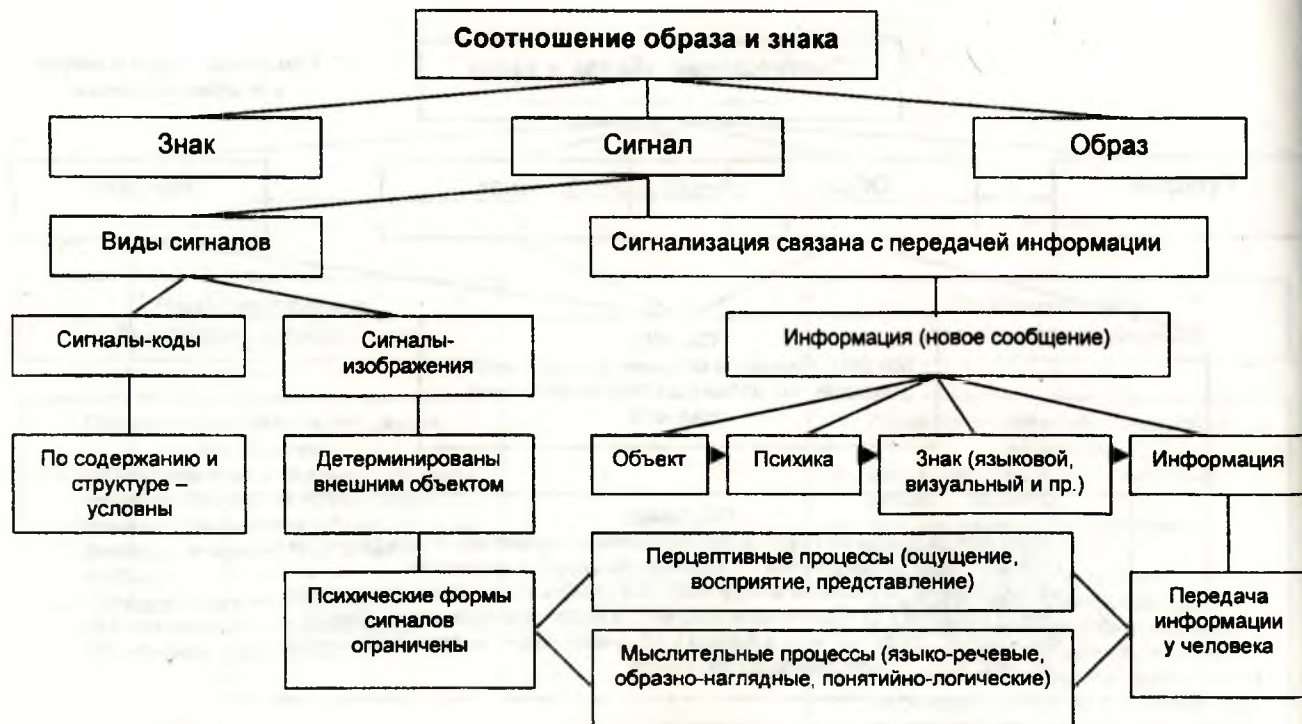 Соотношение образа и знака
Знак
Сигнал
Образ
Виды сигналов
Сигнализация связана с передачей информации
Сигналы-коды
Сигналы-
изображения
Информация (новое сообщение)
По содержанию и
структуре –
условны
Детерминированы
внешним объектом
Объект
Психика
Знак (языковой,
визуальный и пр.)
Информация
Психические формы
сигналов
ограничены
Перцептивные процессы (ощущение,
восприятие, представление)
Мыслительные процессы (языко-речевые,
образно-наглядные, понятийно-логические)
Передача
информации
у человека